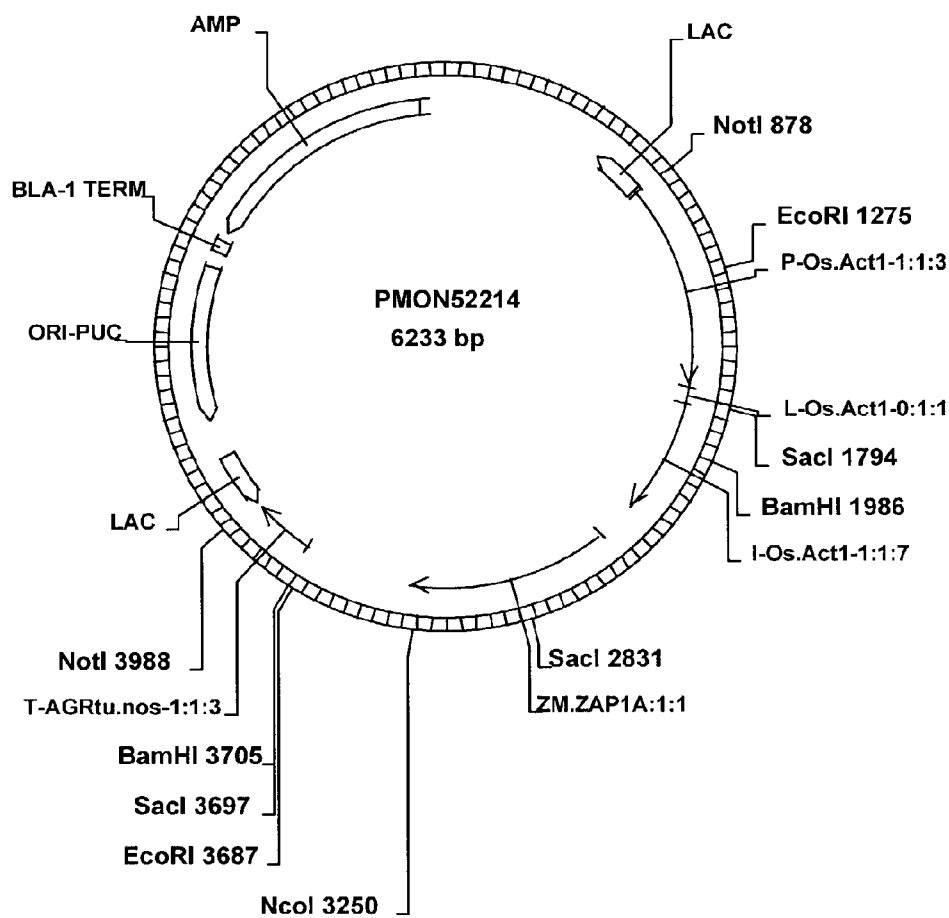 AMP
LAC
NotI 878
BLA-1 TERM
EcoRI 1275
P-Os.Act1-1:1:3
PMON52214
6233 bp
ORI-PUC
L-Os.Act1-0:1:1
SacI 1794
BamHI 1986
LAC
I-Os.Act1-1:1:7
NotI 3988
SacI 2831
T-AGRtu.nos-1:1:3
ZM.ZAP1A:1:1
BamHI 3705
SacI 3697
EcoRI 3687
NcoI 3250